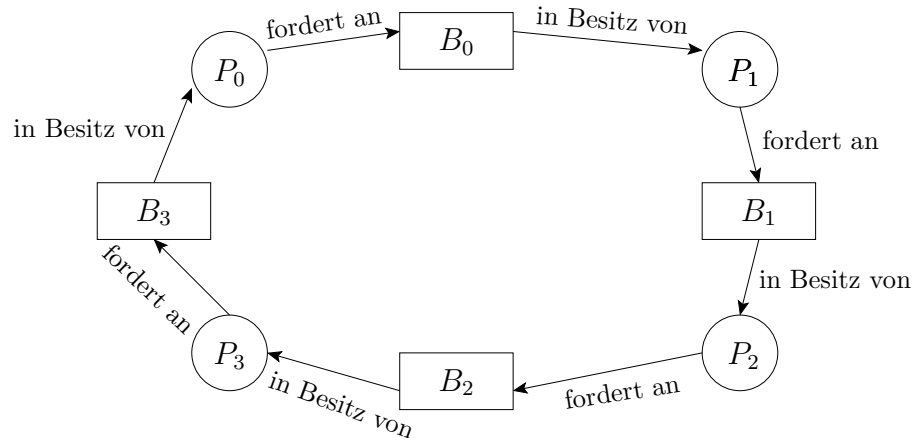 fordert an
B₀
in Besitz von
P₀
P₁
in Besitz von
fordert an
B₃
B₁
fordert an
in Besitz von
P₃
B₂
P₂
in Besitz von
fordert an